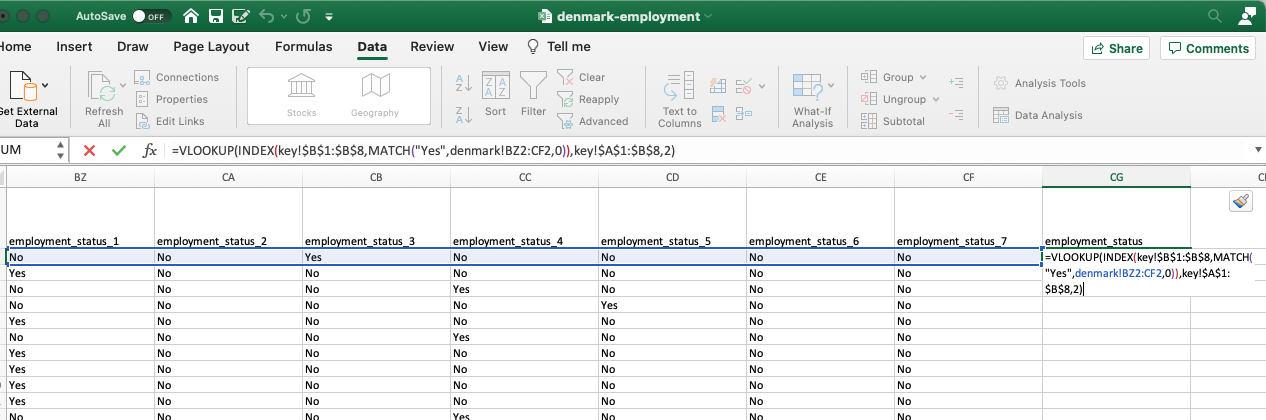 AutoSave OFF denmark-employment
Home Insert Draw Page Layout Formulas Data Review View Tell me Share Comments
Get External Data
Refresh All
Connections
Properties
Edit Links
Stocks Geography
Sort
Filter
Clear
Reapply
Advanced
Text to Columns
What-If Analysis
Group
Ungroup
Subtotal
Analysis Tools
Data Analysis
UM fx =VLOOKUP(INDEX(key!$B$1:$B$8,MATCH("Yes",denmark!BZ2:CF2,0)),key!$A$1:$B$8,2)
BZ CA CB CC CD CE CF CG
employment_status_1 employment_status_2 employment_status_3 employment_status_4 employment_status_5 employment_status_6 employment_status_7 employment_status
No No Yes No No No No =VLOOKUP(INDEX(key!$B$1:$B$8,MATCH(
Yes No No No No No No "Yes",denmark!BZ2:CF2,0)),key!$A$1:
No No No Yes No No No $B$8,2)
No No No No Yes No No
Yes No No No No No No
No No No Yes No No No
Yes No No No No No No
Yes No No No No No No
Yes No No No No No No
Yes No No No No No No
No No No Yes No No No